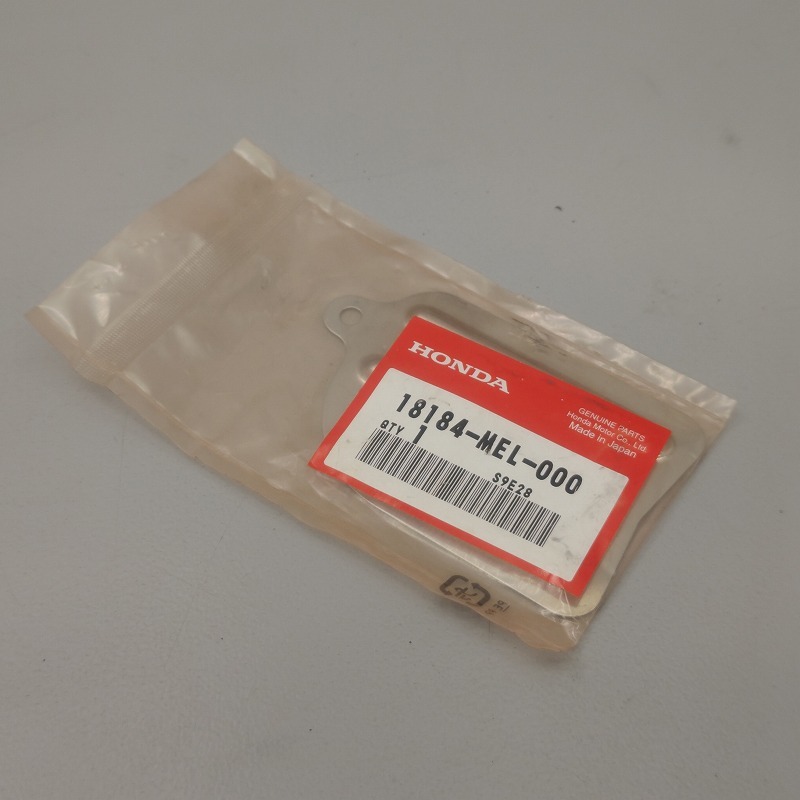 HONDA
GENUINE PARTS
Honda Motor Co., Ltd.
Made in Japan
18184-MEL-000
QTY 1
S9E28